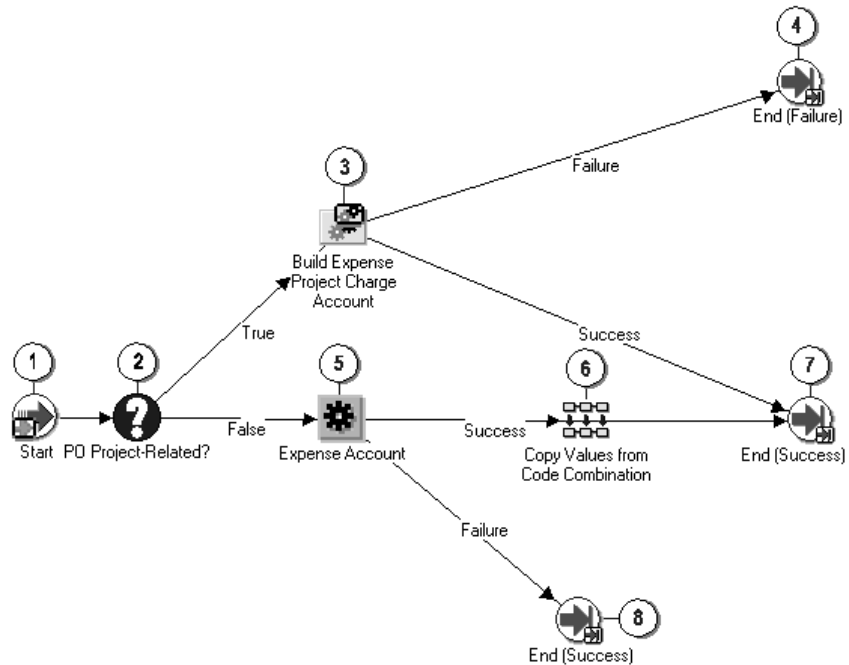 4
End (Failure)
Failure
3
Build Expense
Project Charge
Account
True
Success
1
2
5
6
7
Start
PO Project-Related?
False
Expense Account
Success
Copy Values from
Code Combination
End (Success)
Failure
8
End (Success)